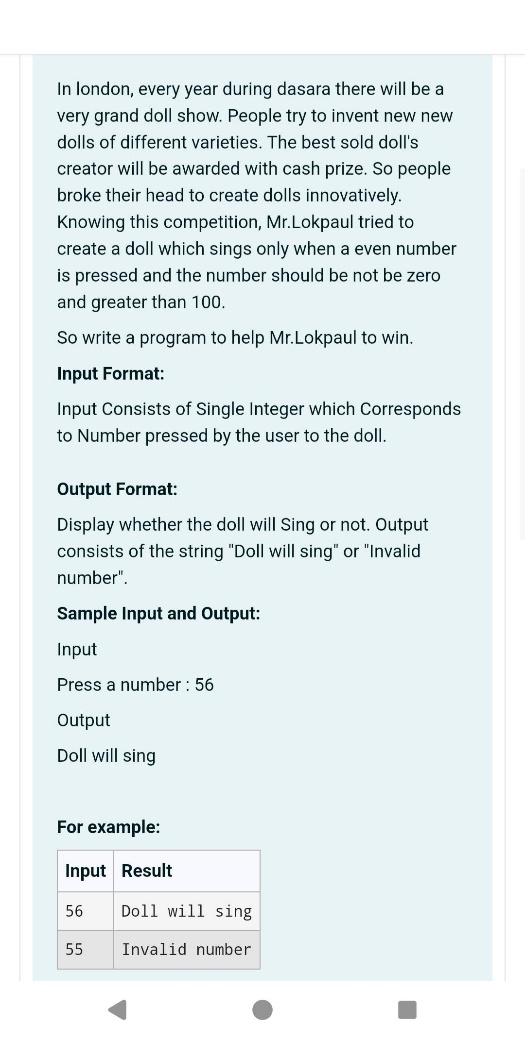 In london, every year during dasara there will be a
very grand doll show. People try to invent new new
dolls of different varieties. The best sold doll's
creator will be awarded with cash prize. So people
broke their head to create dolls innovatively.
Knowing this competition, Mr.Lokpaul tried to
create a doll which sings only when a even number
is pressed and the number should be not be zero
and greater than 100.
So write a program to help Mr.Lokpaul to win.
Input Format:
Input Consists of Single Integer which Corresponds
to Number pressed by the user to the doll.
Output Format:
Display whether the doll will Sing or not. Output
consists of the string "Doll will sing" or "Invalid
number".
Sample Input and Output:
Input
Press a number : 56
Output
Doll will sing
For example:
Input Result
56 Doll will sing
55 Invalid number